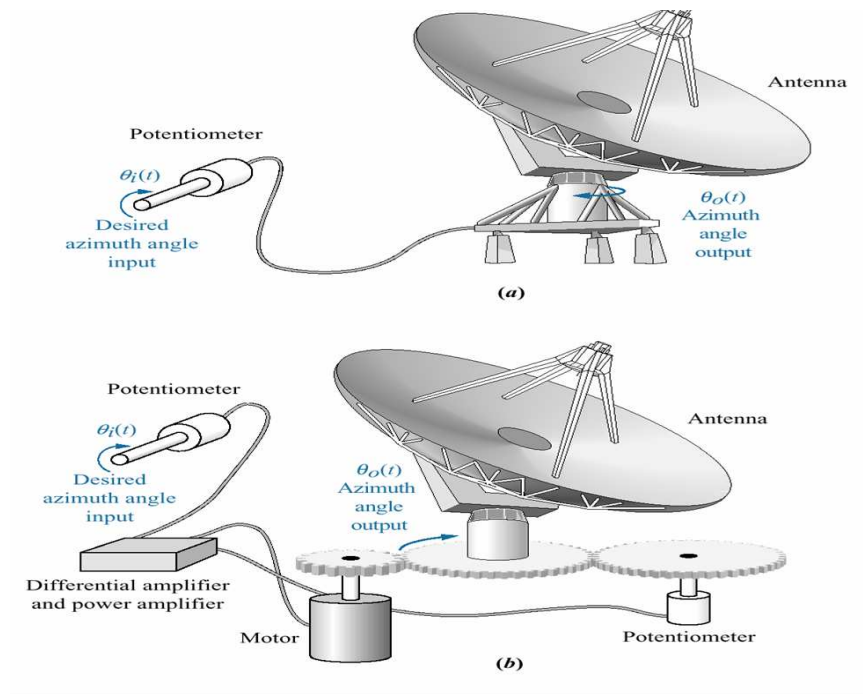 Antenna
Potentiometer
θi(t)
Desired
azimuth angle
input
θo(t)
Azimuth
angle
output
(a)
Potentiometer
θi(t)
Desired
azimuth angle
input
Antenna
θo(t)
Azimuth
angle
output
Differential amplifier
and power amplifier
Motor
Potentiometer
(b)